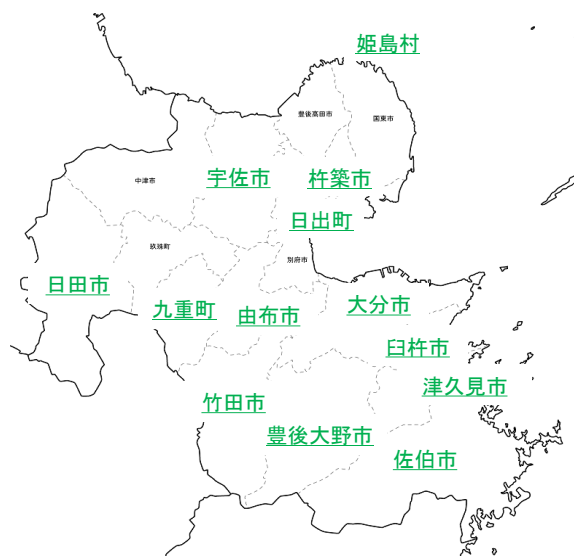 姫島村
豊後高田市
国東市
中津市
宇佐市
杵築市
日出町
玖珠町
別府市
日田市
九重町
由布市
大分市
臼杵市
津久見市
竹田市
豊後大野市
佐伯市